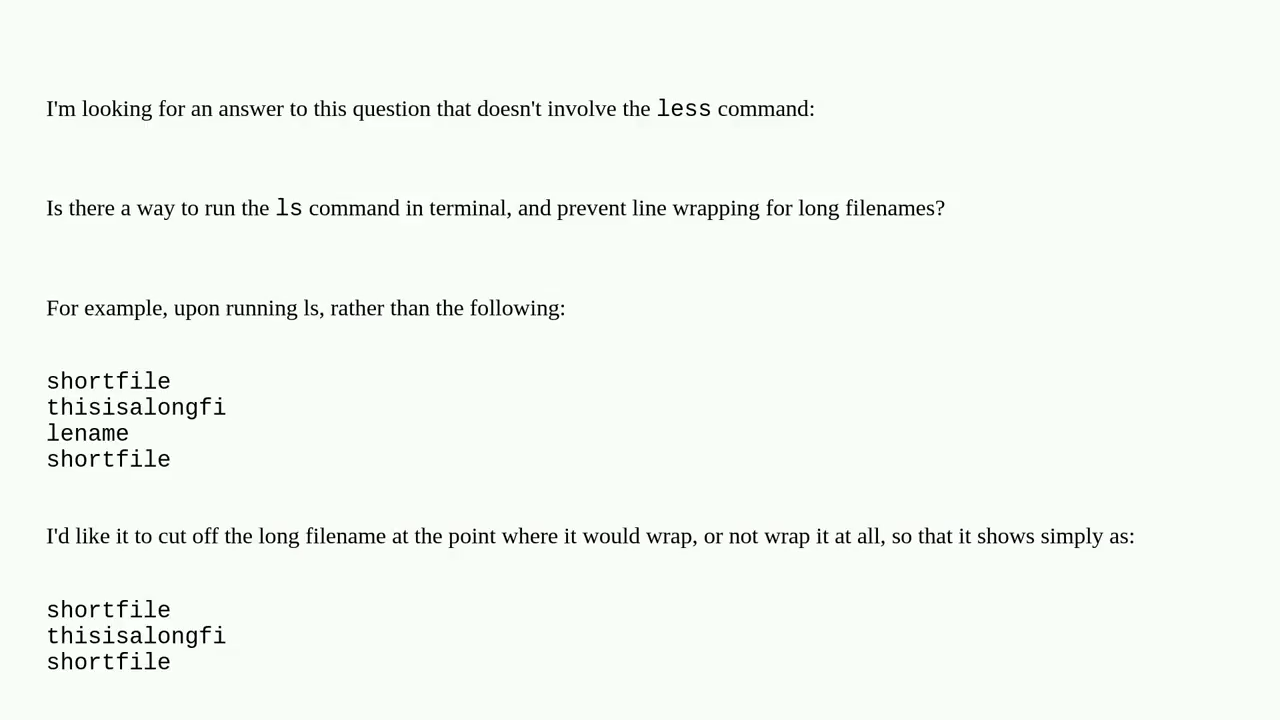 I'm looking for an answer to this question that doesn't involve the less command:
Is there a way to run the ls command in terminal, and prevent line wrapping for long filenames?
For example, upon running ls, rather than the following:
shortfile
thisisalongfi
lename
shortfile
I'd like it to cut off the long filename at the point where it would wrap, or not wrap it at all, so that it shows simply as:
shortfile
thisisalongfi
shortfile